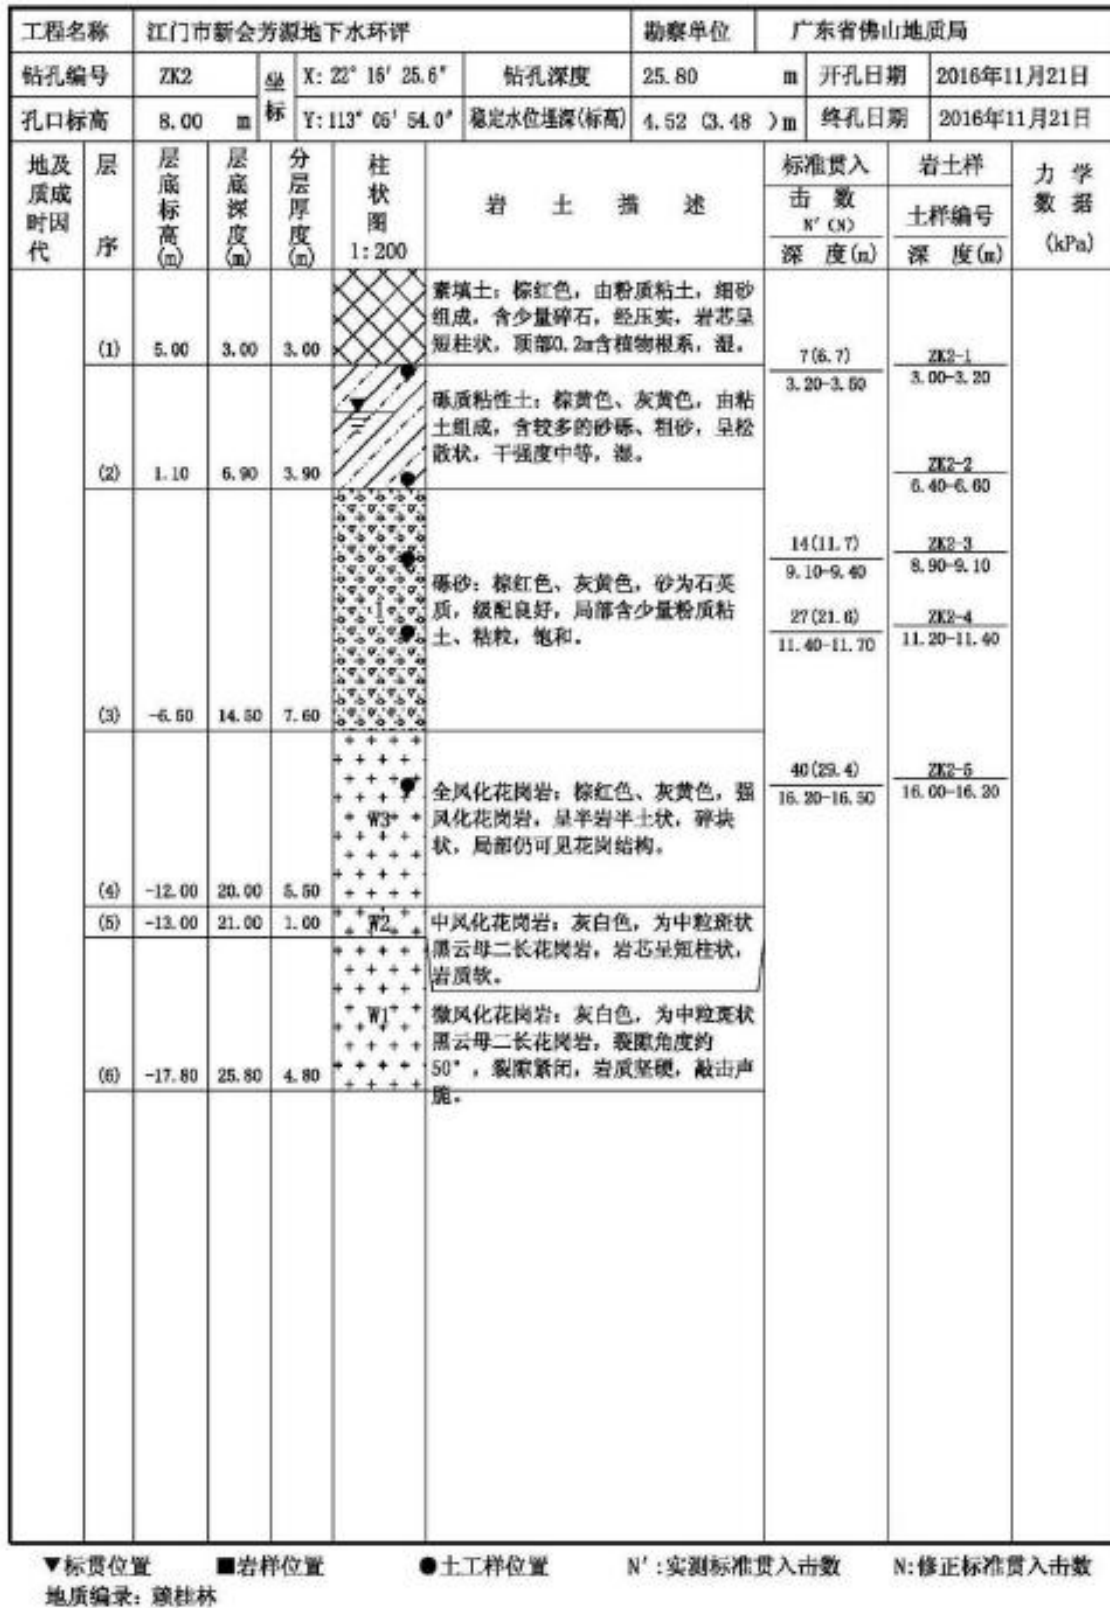 工程名称 江门市新会芳源地下水环评 勘察单位 广东省佛山地质局
钻孔编号 ZK2 坐标 X: 22° 16′ 25.6″ 钻孔深度 25.80 m 开孔日期 2016年11月21日
孔口标高 8.00 m Y:113° 05′ 54.0″ 稳定水位埋深(标高) 4.52 (3.48 )m 终孔日期 2016年11月21日
地质时代及成因 层序 层底标高(m) 层底深度(m) 分层厚度(m) 柱状图 1:200 岩土描述 标准贯入 岩土样 力学数据 (kPa)
击数 N′(N) 土样编号
深度(m) 深度(m)
素填土：棕红色，由粉质粘土，细砂
组成，含少量碎石，经压实，岩芯呈
短柱状，顶部0.2m含植物根系，湿。
(1) 5.00 3.00 3.00
7(6.7) ZK2-1
3.20-3.50 3.00-3.20
砾质粘性土：棕黄色、灰黄色，由粘
土组成，含较多的砂砾、粗砂，呈松
散状，干强度中等，湿。
(2) 1.10 6.90 3.90
ZK2-2
6.40-6.60
14(11.7) ZK2-3
9.10-9.40 8.90-9.10
砾砂：棕红色、灰黄色，砂为石英
质，级配良好，局部含少量粉质粘
土、粘粒，饱和。
27(21.6) ZK2-4
11.40-11.70 11.20-11.40
(3) -6.50 14.50 7.60
40(29.4) ZK2-5
16.20-16.50 16.00-16.20
全风化花岗岩：棕红色、灰黄色，强
风化花岗岩，呈半岩半土状，碎块
状，局部仍可见花岗结构。
W3
(4) -12.00 20.00 5.50
(5) -13.00 21.00 1.00 W2 中风化花岗岩：灰白色，为中粒斑状
黑云母二长花岗岩，岩芯呈短柱状，
岩质软。
W1 微风化花岗岩：灰白色，为中粒斑状
黑云母二长花岗岩，裂隙角度约
50°，裂隙紧闭，岩质坚硬，敲击声
脆。
(6) -17.80 25.80 4.80
▼标贯位置 ■岩样位置 ●土工样位置 N′:实测标准贯入击数 N:修正标准贯入击数
地质编录：赖桂林